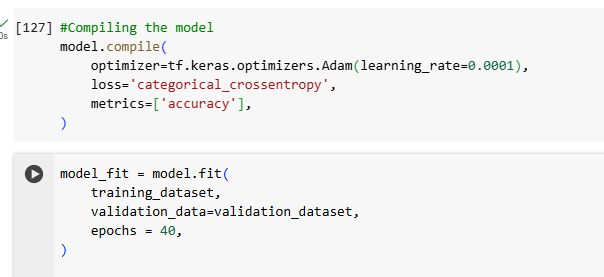 [127] #Compiling the model
0s model.compile(
optimizer=tf.keras.optimizers.Adam(learning_rate=0.0001),
loss='categorical_crossentropy',
metrics=['accuracy'],
)
model_fit = model.fit(
training_dataset,
validation_data=validation_dataset,
epochs = 40,
)